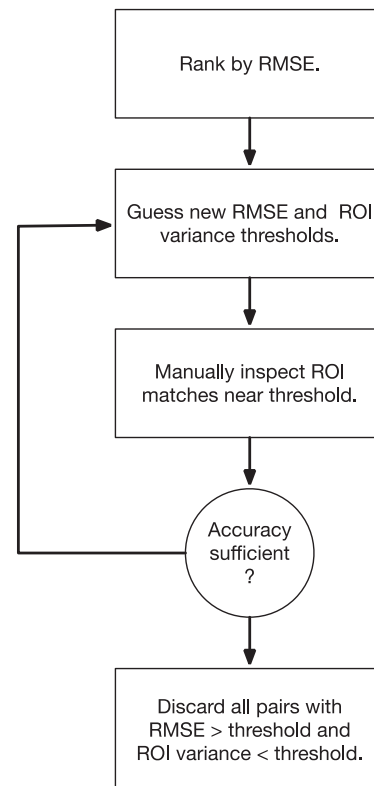 Rank by RMSE.
Guess new RMSE and ROI
variance thresholds.
Manually inspect ROI
matches near threshold.
Accuracy
sufficient
?
Discard all pairs with
RMSE > threshold and
ROI variance < threshold.